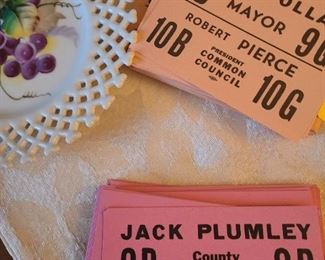 MAYOR
ROBERT PIERCE
10B PRESIDENT COMMON COUNCIL 10G
JACK PLUMLEY
County